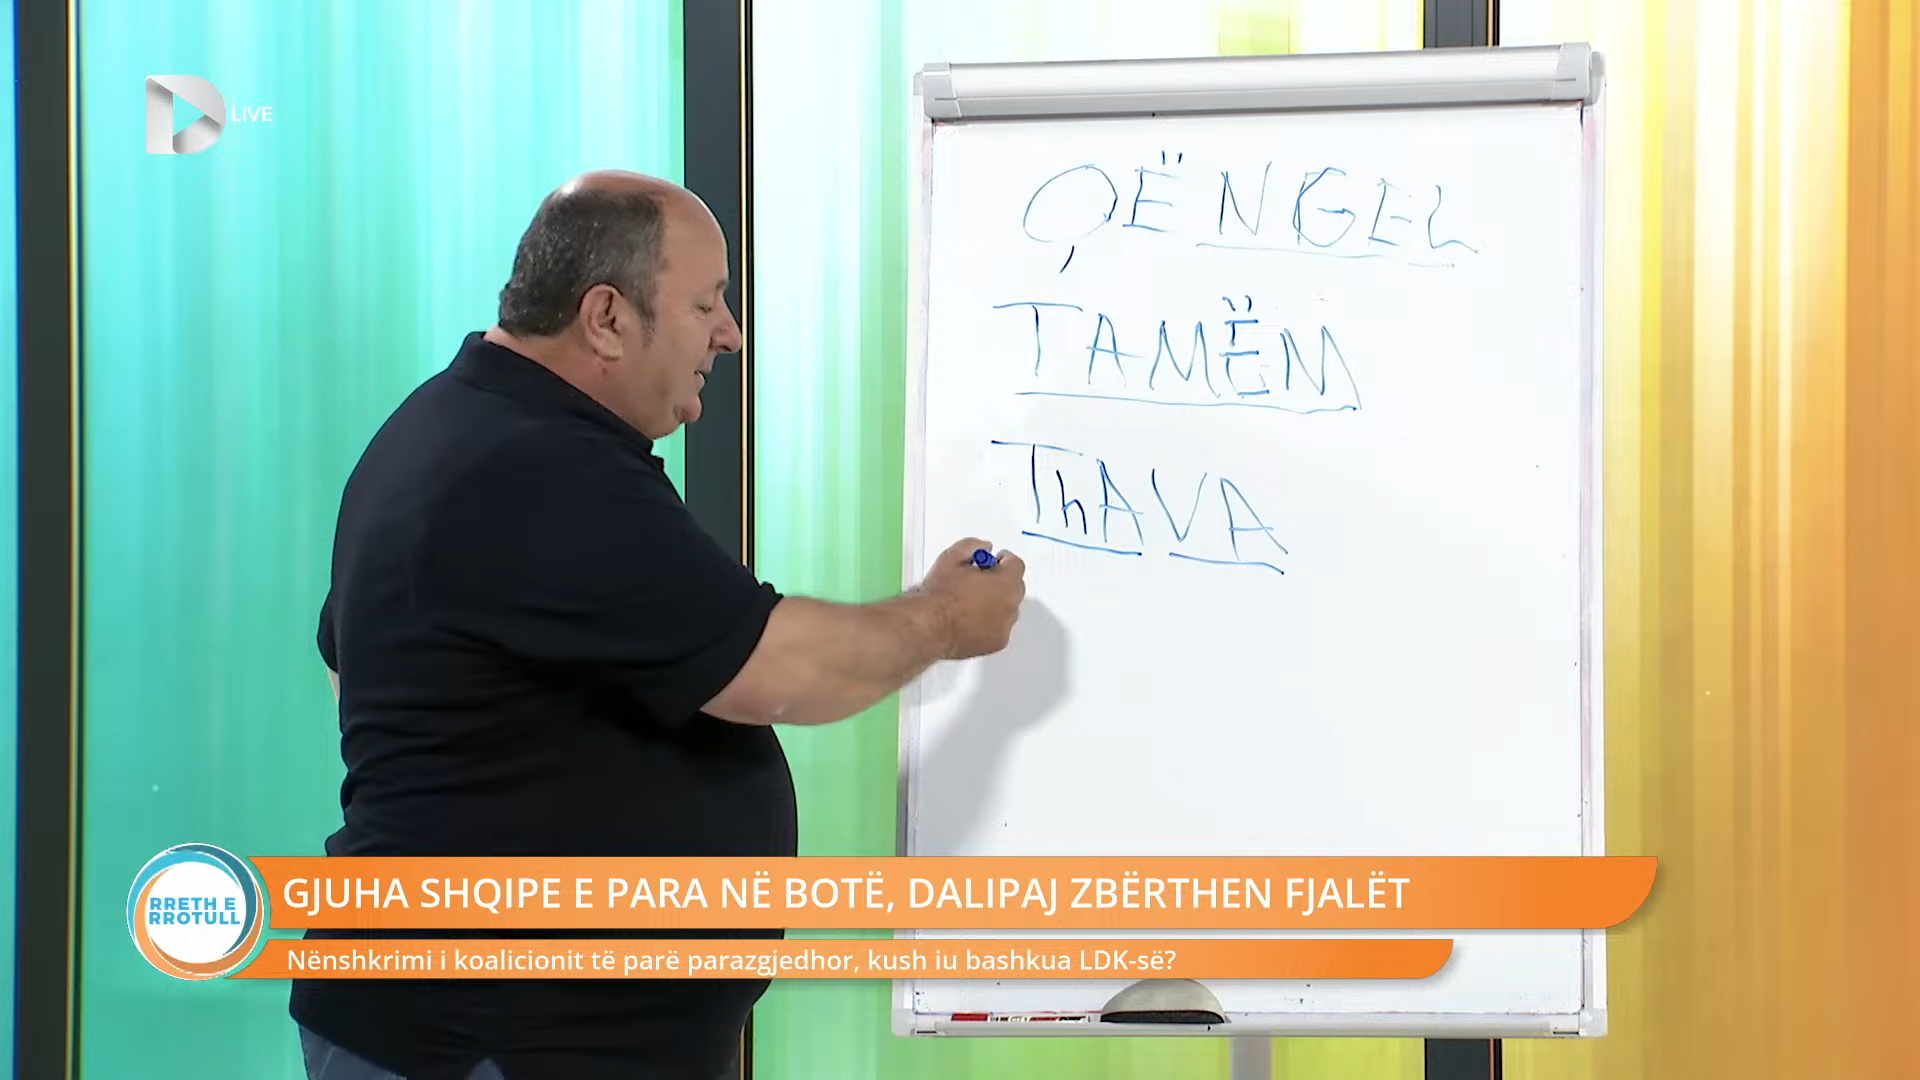 LIVE
ÇËNGEL
TAMËM
ThAVA
RRETH E
RROTULL
GJUHA SHQIPE E PARA NË BOTË, DALIPAJ ZBËRTHEN FJALËT
Nënshkrimi i koalicionit të parë parazgjedhor, kush iu bashkua LDK-së?